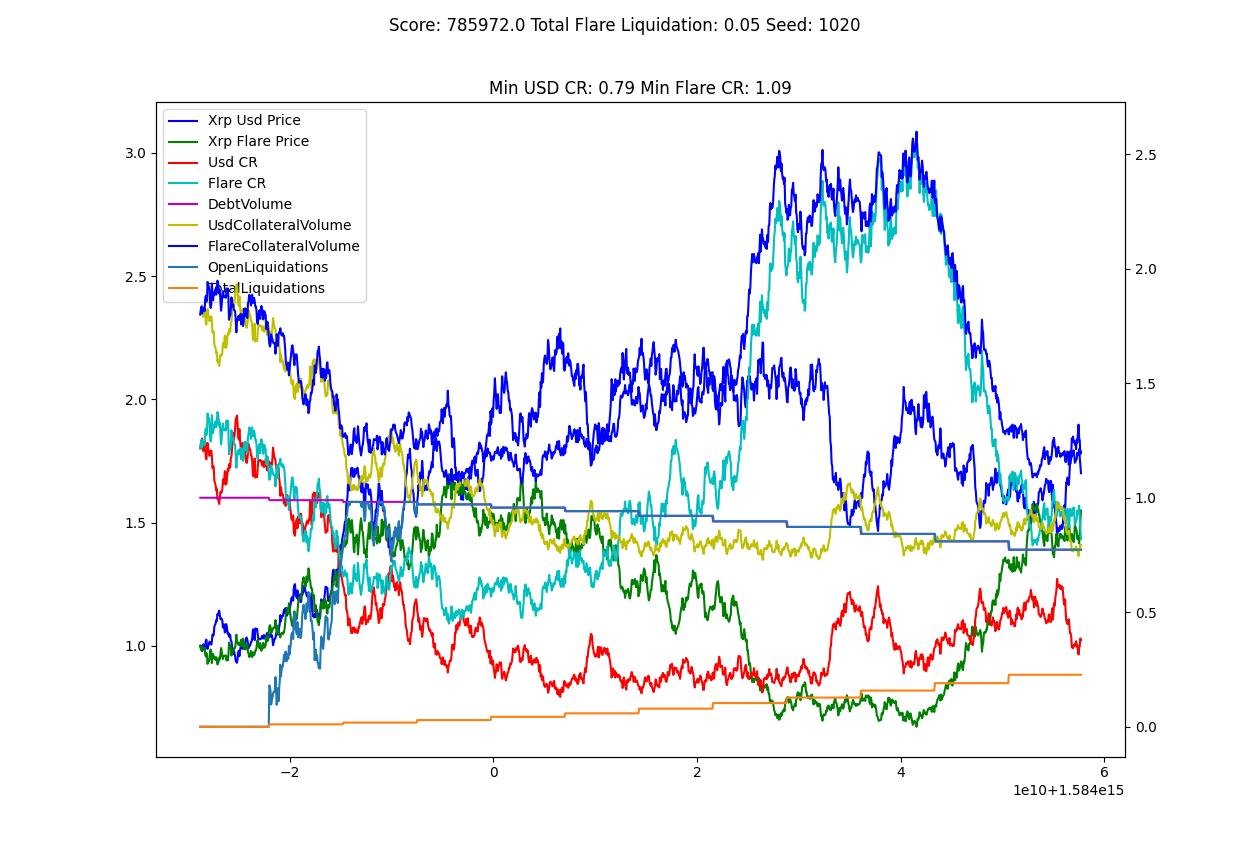 Score: 785972.0 Total Flare Liquidation: 0.05 Seed: 1020
Min USD CR: 0.79 Min Flare CR: 1.09
Xrp Usd Price
Xrp Flare Price
Usd CR
Flare CR
DebtVolume
UsdCollateralVolume
FlareCollateralVolume
OpenLiquidations
TotalLiquidations
3.0
2.5
2.0
1.5
1.0
2.5
2.0
1.5
1.0
0.5
0.0
−2 0 2 4 6
1e10+1.584e15